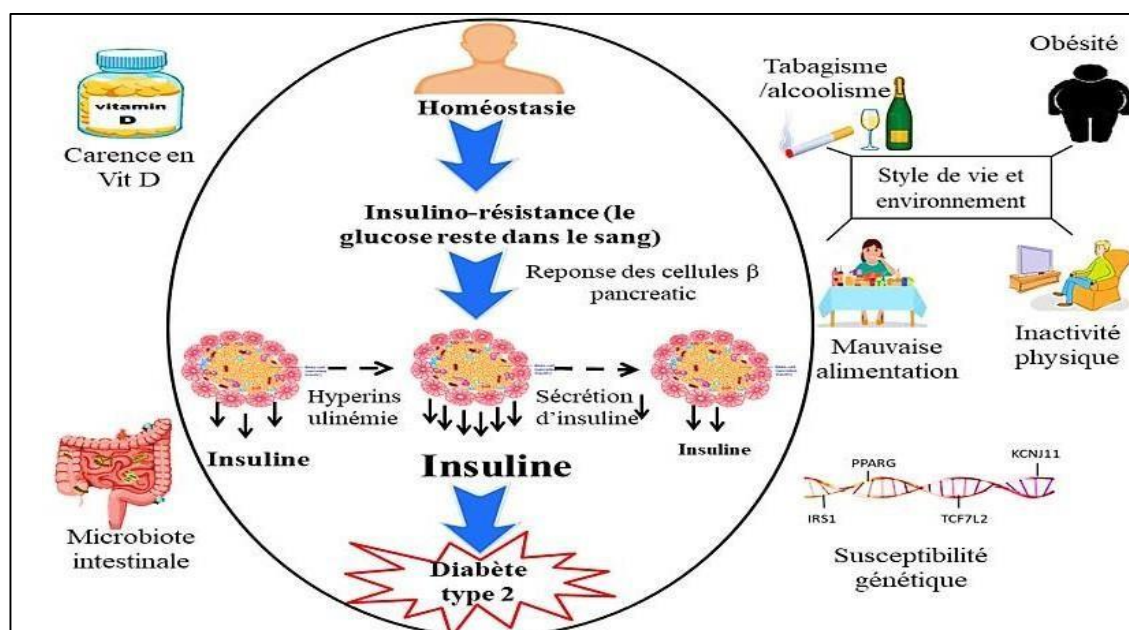 vitamin
D
Carence en
Vit D
Homéostasie
Insulino-résistance (le
glucose reste dans le sang)
Reponse des cellules β
pancreatic
Hyperins
ulinémie
Sécrétion
d’insuline
Insuline
Insuline
Insuline
Diabète
type 2
Microbiote
intestinale
Tabagisme
/alcoolisme
Obésité
Style de vie et
environnement
Mauvaise
alimentation
Inactivité
physique
PPARG
KCNJ11
IRS1
TCF7L2
Susceptibilité
génétique